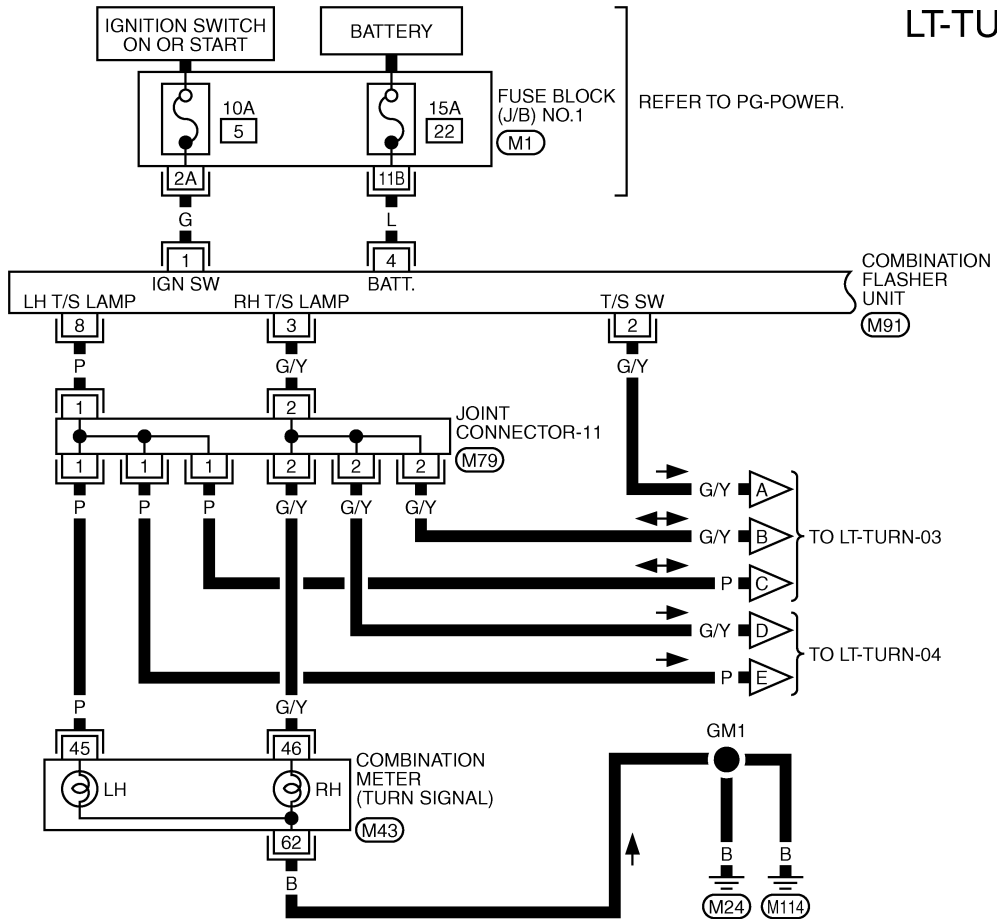 LT-TU
IGNITION SWITCH
ON OR START
BATTERY
10A
5
15A
22
FUSE BLOCK
(J/B) NO.1
M1
REFER TO PG-POWER.
2A
11B
G
L
1
4
IGN SW
BATT.
COMBINATION
FLASHER
UNIT
M91
LH T/S LAMP
RH T/S LAMP
T/S SW
8
3
2
P
G/Y
G/Y
1
2
JOINT
CONNECTOR-11
M79
1
1
1
2
2
2
P
P
P
G/Y
G/Y
G/Y
G/Y
A
G/Y
B
TO LT-TURN-03
P
C
G/Y
D
TO LT-TURN-04
P
E
P
G/Y
45
46
COMBINATION
METER
(TURN SIGNAL)
M43
LH
RH
62
B
GM1
B
B
M24
M114